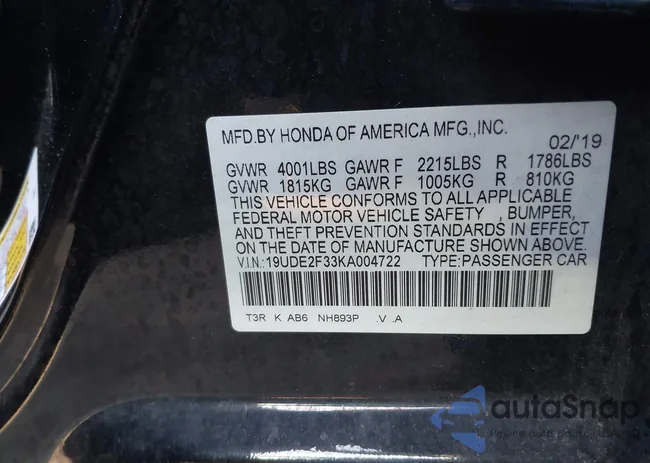 MFD.BY HONDA OF AMERICA MFG.,INC.
02/'19
GVWR 4001LBS GAWR F 2215LBS R 1786LBS
GVWR 1815KG GAWR F 1005KG R 810KG
THIS VEHICLE CONFORMS TO ALL APPLICABLE
FEDERAL MOTOR VEHICLE SAFETY , BUMPER,
AND THEFT PREVENTION STANDARDS IN EFFECT
ON THE DATE OF MANUFACTURE SHOWN ABOVE.
V.I.N.:19UDE2F33KA004722 TYPE:PASSENGER CAR
T3R K AB6 NH893P .V .A
autoSnap